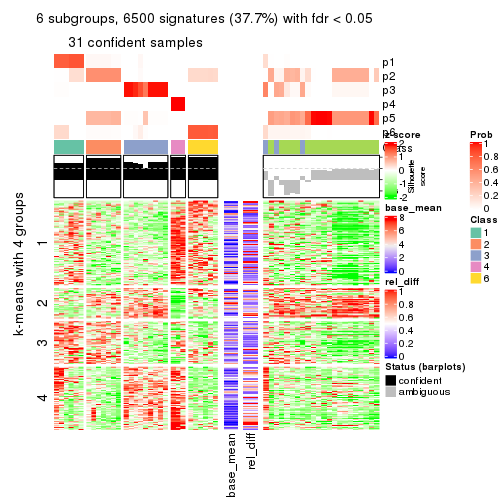 6 subgroups, 6500 signatures (37.7%) with fdr < 0.05
31 confident samples
p1
p2
p3
p4
p5
p6
Class
Silhouette
score
k-means with 4 groups
1
2
3
4
base_mean
rel_diff
z-score
2
1
0
-1
-2
base_mean
8
6
4
2
0
rel_diff
1
0.8
0.6
0.4
0.2
0
Status (barplots)
confident
ambiguous
Prob
1
0.8
0.6
0.4
0.2
0
Class
1
2
3
4
6